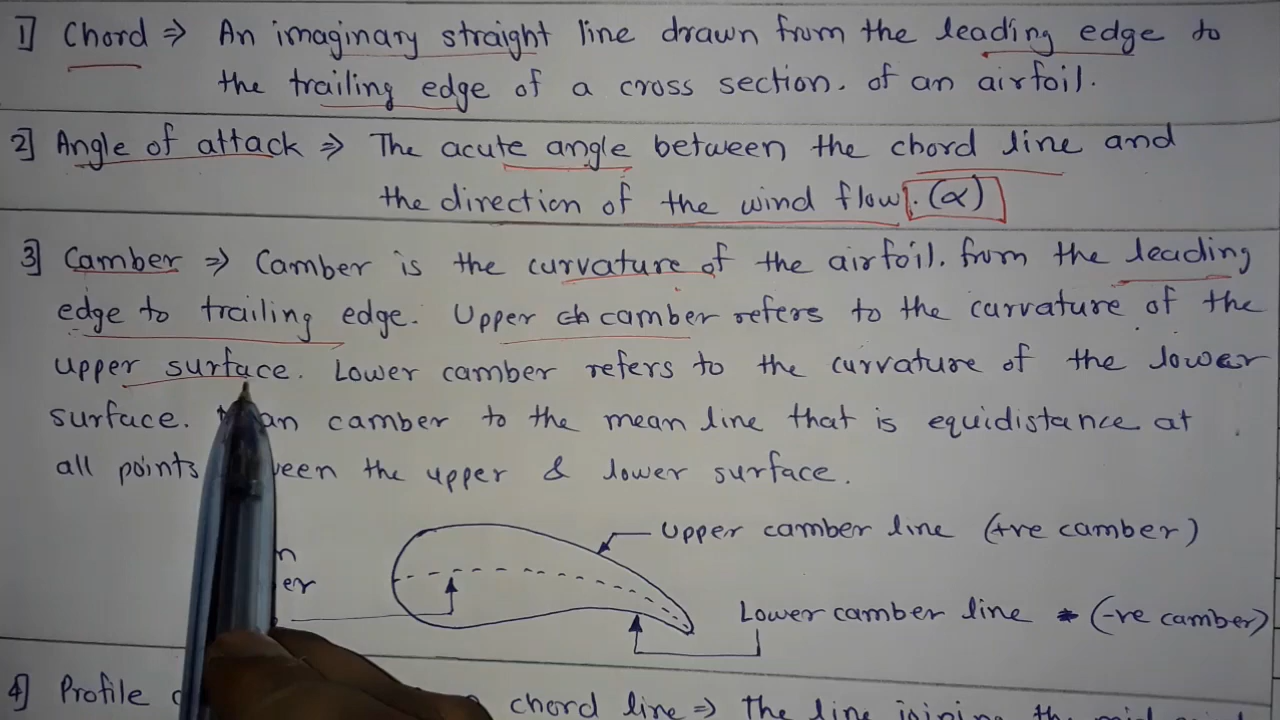 1] Chord ⇒ An imaginary straight line drawn from the leading edge to
the trailing edge of a cross section. of an airfoil.
2] Angle of attack ⇒ The acute angle between the chord line and
the direction of the wind flow. (α)
3] Camber ⇒ Camber is the curvature of the airfoil. from the leading
edge to trailing edge. Upper camber refers to the curvature of the
upper surface. Lower camber refers to the curvature of the lower
surface. an camber to the mean line that is equidistance at
all points the upper & lower surface.
Upper camber line (+ve camber)
Lower camber line (-ve camber)
4] Profile chord line ⇒ the line joining the